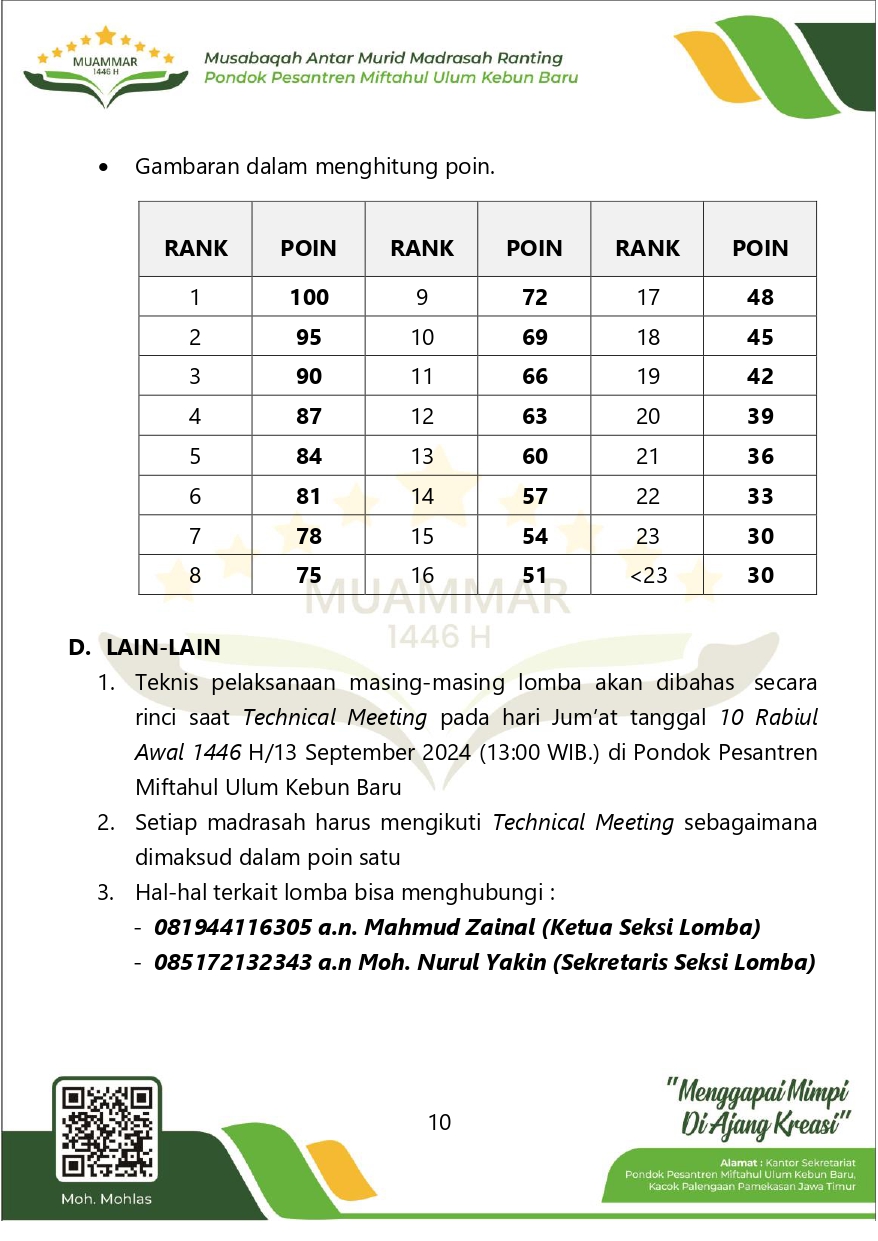 MUAMMAR
1446 H
Musabaqah Antar Murid Madrasah Ranting
Pondok Pesantren Miftahul Ulum Kebun Baru
• Gambaran dalam menghitung poin.
RANK POIN RANK POIN RANK POIN
1 100 9 72 17 48
2 95 10 69 18 45
3 90 11 66 19 42
4 87 12 63 20 39
5 84 13 60 21 36
6 81 14 57 22 33
7 78 15 54 23 30
8 75 16 51 <23 30
MUAMMAR
1446 H
D. LAIN-LAIN
1. Teknis pelaksanaan masing-masing lomba akan dibahas secara
rinci saat Technical Meeting pada hari Jum’at tanggal 10 Rabiul
Awal 1446 H/13 September 2024 (13:00 WIB.) di Pondok Pesantren
Miftahul Ulum Kebun Baru
2. Setiap madrasah harus mengikuti Technical Meeting sebagaimana
dimaksud dalam poin satu
3. Hal-hal terkait lomba bisa menghubungi :
- 081944116305 a.n. Mahmud Zainal (Ketua Seksi Lomba)
- 085172132343 a.n Moh. Nurul Yakin (Sekretaris Seksi Lomba)
Moh. Mohlas
10
"Menggapai Mimpi
Di Ajang Kreasi"
Alamat : Kantor Sekretariat
Pondok Pesantren Miftahul Ulum Kebun Baru,
Kacok Palengaan Pamekasan Jawa Timur